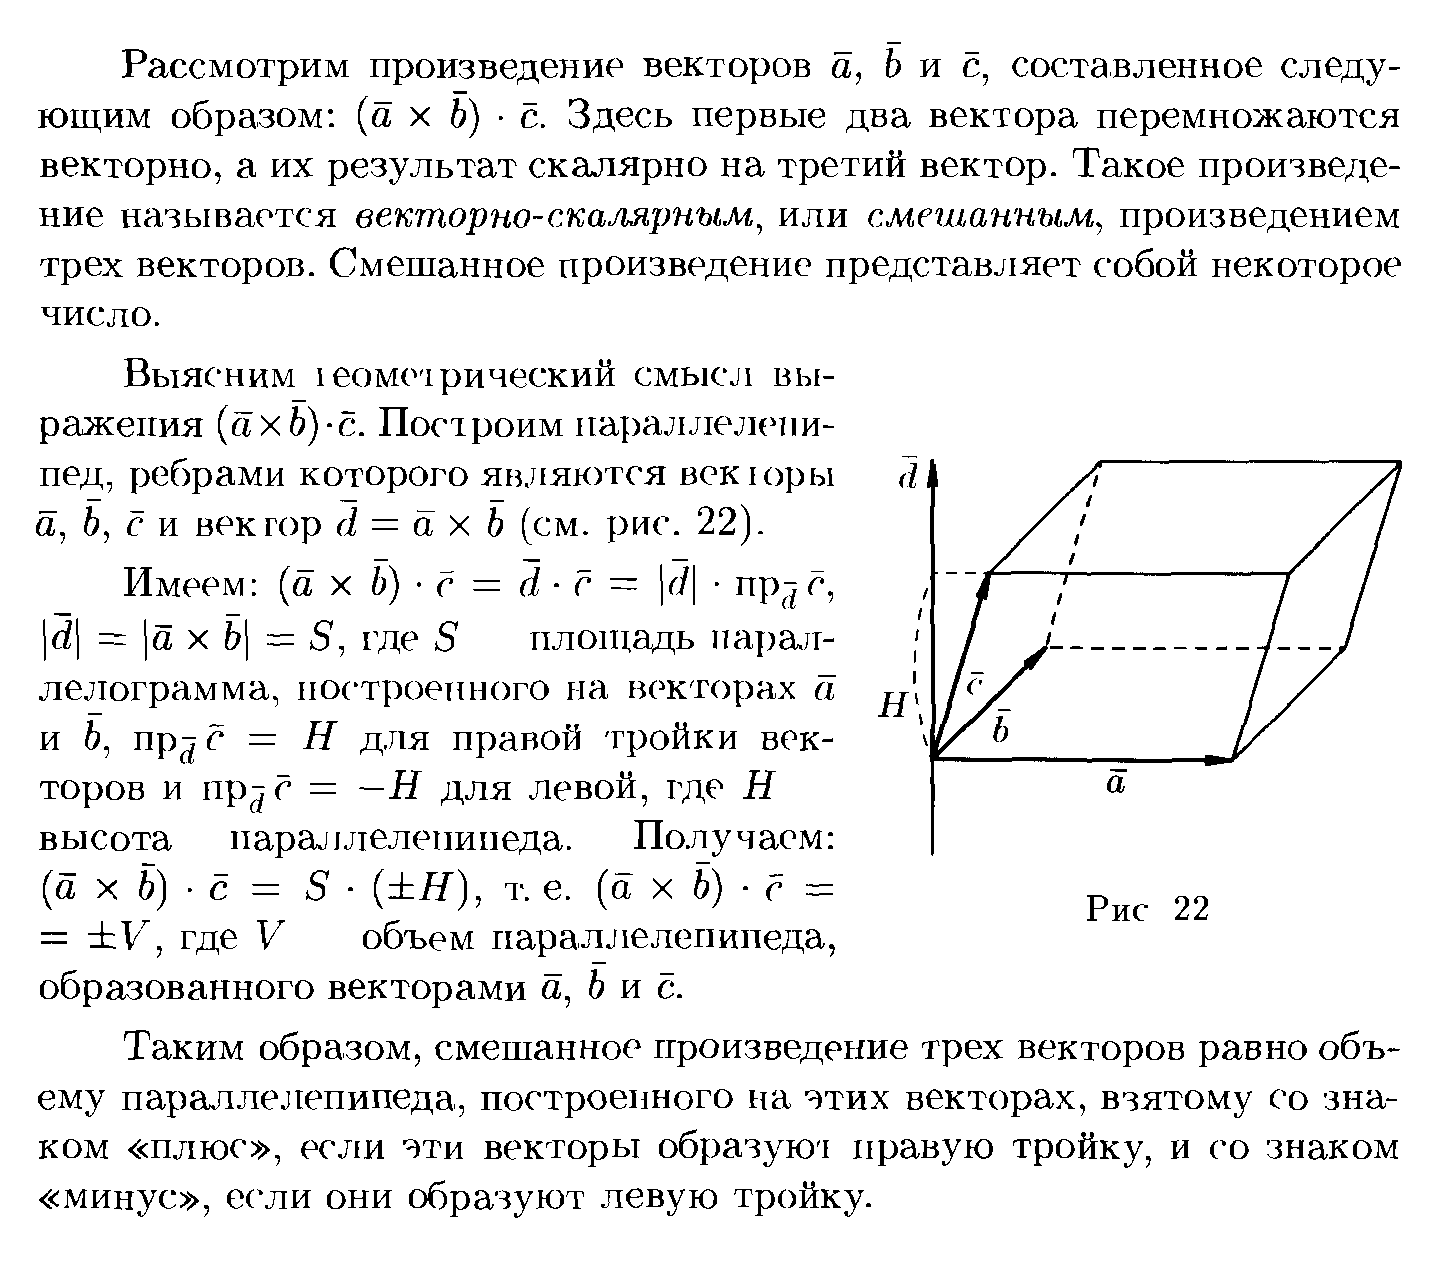 Рассмотрим произведение векторов a̅, b̅ и c̅, составленное следу-
ющим образом: (a̅ × b̅) · c̅. Здесь первые два вектора перемножаются
векторно, а их результат скалярно на третий вектор. Такое произведе-
ние называется векторно-скалярным, или смешанным, произведением
трех векторов. Смешанное произведение представляет собой некоторое
число.
Выясним геометрический смысл вы-
ражения (a̅×b̅)·c̅. Построим параллелепи-
пед, ребрами которого являются векторы
a̅, b̅, c̅ и вектор d̅ = a̅ × b̅ (см. рис. 22).
Имеем: (a̅ × b̅) · c̅ = d̅ · c̅ = |d̅| · пр_d̅ c̅,
|d̅| = |a̅ × b̅| = S, где S площадь парал-
лелограмма, построенного на векторах a̅
и b̅, пр_d̅ c̅ = H для правой тройки век-
торов и пр_d̅ c̅ = −H для левой, где H
высота параллелепипеда. Получаем:
(a̅ × b̅) · c̅ = S · (±H), т. е. (a̅ × b̅) · c̅ =
= ±V, где V объем параллелепипеда,
образованного векторами a̅, b̅ и c̅.
d̅
H
c̅
b̅
a̅
Рис 22
Таким образом, смешанное произведение трех векторов равно объ-
ему параллелепипеда, построенного на этих векторах, взятому со зна-
ком «плюс», если эти векторы образуют правую тройку, и со знаком
«минус», если они образуют левую тройку.